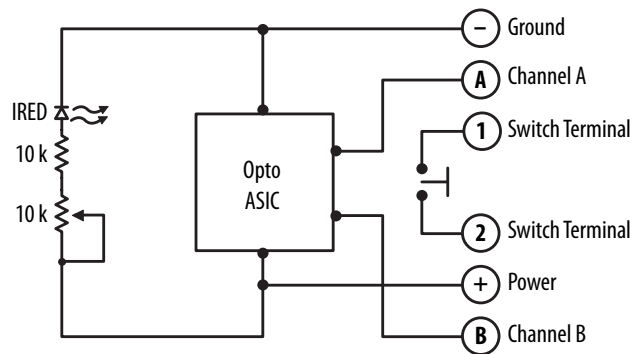 − Ground
A Channel A
IRED
1 Switch Terminal
10 k
Opto
ASIC
10 k
2 Switch Terminal
+ Power
B Channel B